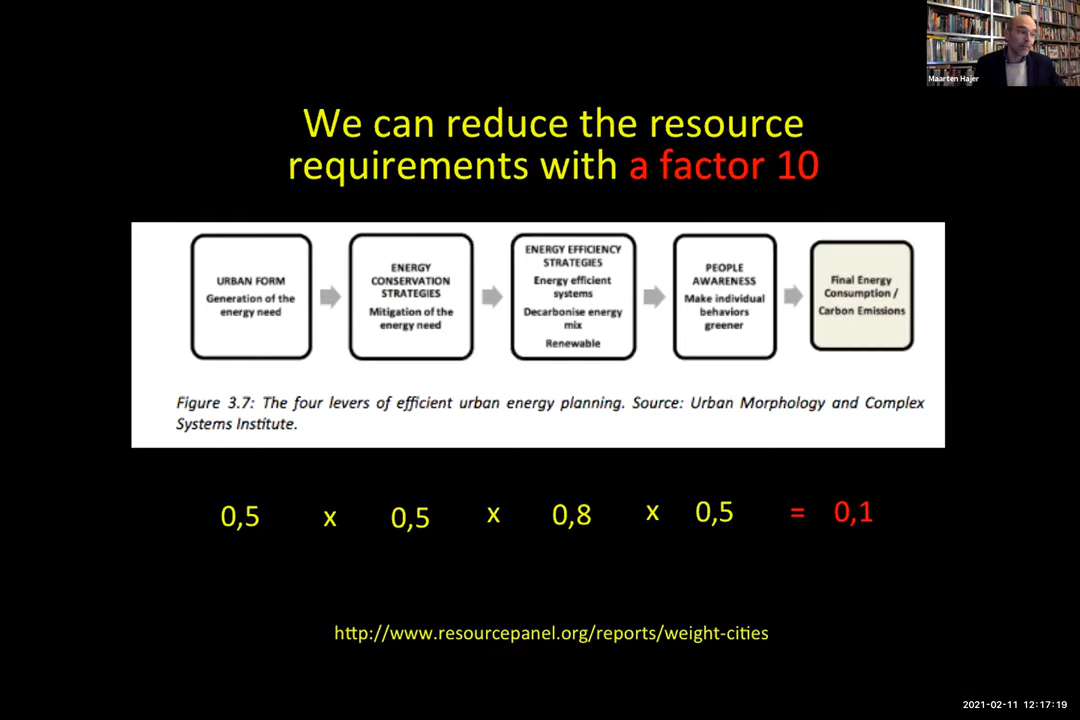 Maarten Hajer
We can reduce the resource
requirements with a factor 10
URBAN FORM
Generation of the
energy need
ENERGY
CONSERVATION
STRATEGIES
Mitigation of the
energy need
ENERGY EFFICIENCY
STRATEGIES
Energy efficient
systems
Decarbonise energy
mix
Renewable
PEOPLE
AWARENESS
Make individual
behaviors
greener
Final Energy
Consumption /
Carbon Emissions
Figure 3.7: The four levers of efficient urban energy planning. Source: Urban Morphology and Complex
Systems Institute.
0,5 x 0,5 x 0,8 x 0,5 = 0,1
http://www.resourcepanel.org/reports/weight-cities
2021-02-11 12:17:19